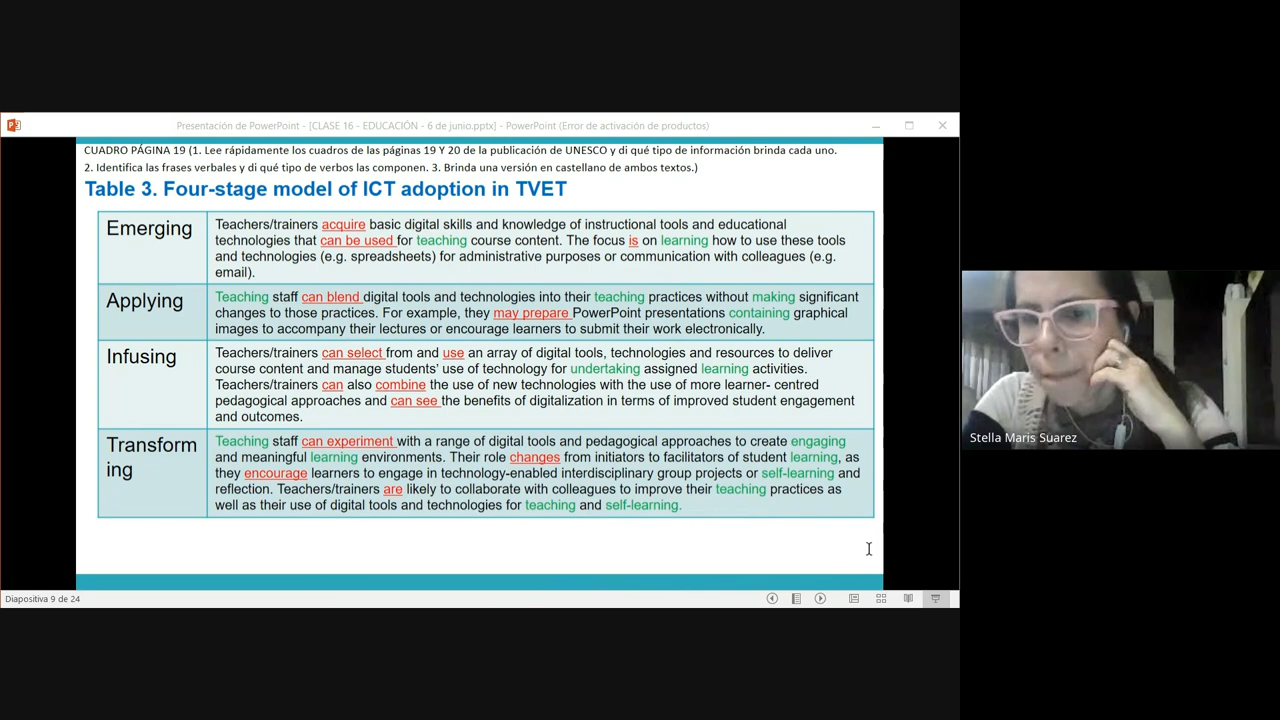 Presentación de PowerPoint - [CLASE 16 - EDUCACIÓN - 6 de junio.pptx] - PowerPoint (Error de activación de productos)
CUADRO PÁGINA 19 (1. Lee rápidamente los cuadros de las páginas 19 Y 20 de la publicación de UNESCO y di qué tipo de información brinda cada uno.
2. Identifica las frases verbales y di qué tipo de verbos las componen. 3. Brinda una versión en castellano de ambos textos.)
Table 3. Four-stage model of ICT adoption in TVET
Emerging
Teachers/trainers acquire basic digital skills and knowledge of instructional tools and educational
technologies that can be used for teaching course content. The focus is on learning how to use these tools
and technologies (e.g. spreadsheets) for administrative purposes or communication with colleagues (e.g.
email).
Applying
Teaching staff can blend digital tools and technologies into their teaching practices without making significant
changes to those practices. For example, they may prepare PowerPoint presentations containing graphical
images to accompany their lectures or encourage learners to submit their work electronically.
Infusing
Teachers/trainers can select from and use an array of digital tools, technologies and resources to deliver
course content and manage students' use of technology for undertaking assigned learning activities.
Teachers/trainers can also combine the use of new technologies with the use of more learner- centred
pedagogical approaches and can see the benefits of digitalization in terms of improved student engagement
and outcomes.
Transform
ing
Teaching staff can experiment with a range of digital tools and pedagogical approaches to create engaging
and meaningful learning environments. Their role changes from initiators to facilitators of student learning, as
they encourage learners to engage in technology-enabled interdisciplinary group projects or self-learning and
reflection. Teachers/trainers are likely to collaborate with colleagues to improve their teaching practices as
well as their use of digital tools and technologies for teaching and self-learning.
Stella Maris Suarez
Diapositiva 9 de 24